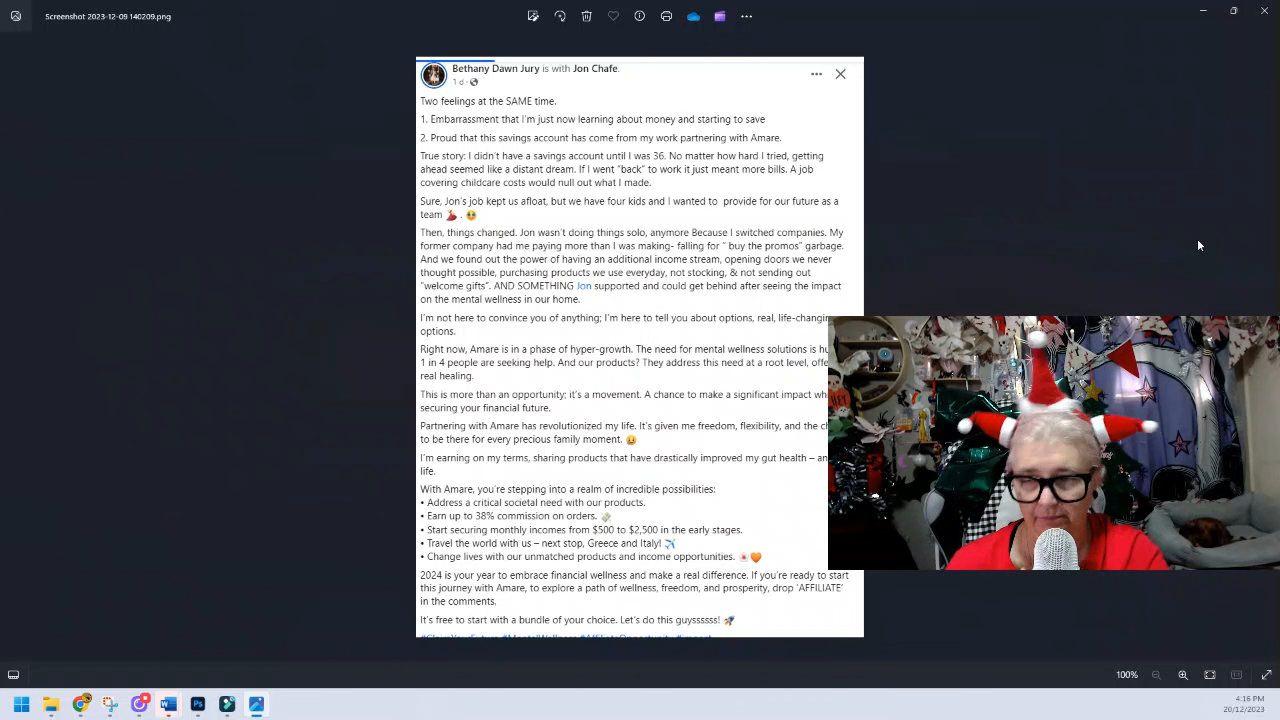 Screenshot 2023-12-09 140209.png
Bethany Dawn Jury is with Jon Chafe.
1 d
Two feelings at the SAME time.
1. Embarrassment that I'm just now learning about money and starting to save
2. Proud that this savings account has come from my work partnering with Amare.
True story: I didn't have a savings account until I was 36. No matter how hard I tried, getting
ahead seemed like a distant dream. If I went "back" to work it just meant more bills. A job
covering childcare costs would null out what I made.
Sure, Jon's job kept us afloat, but we have four kids and I wanted to provide for our future as a
team 💃 . 🥹
Then, things changed. Jon wasn't doing things solo, anymore Because I switched companies. My
former company had me paying more than I was making- falling for " buy the promos" garbage.
And we found out the power of having an additional income stream, opening doors we never
thought possible, purchasing products we use everyday, not stocking, & not sending out
"welcome gifts". AND SOMETHING Jon supported and could get behind after seeing the impact
on the mental wellness in our home.
I'm not here to convince you of anything; I'm here to tell you about options, real, life-changin
options.
Right now, Amare is in a phase of hyper-growth. The need for mental wellness solutions is
1 in 4 people are seeking help. And our products? They address this need at a root level,
real healing.
This is more than an opportunity; it's a movement. A chance to make a significant impact
securing your financial future.
Partnering with Amare has revolutionized my life. It's given me freedom, flexibility, and the
to be there for every precious family moment.
I'm earning on my terms, sharing products that have drastically improved my gut health –
life.
With Amare, you're stepping into a realm of incredible possibilities:
• Address a critical societal need with our products.
• Earn up to 38% commission on orders. 💸
• Start securing monthly incomes from $500 to $2,500 in the early stages.
• Travel the world with us – next stop, Greece and Italy! ✈️
• Change lives with our unmatched products and income opportunities. 🌸🧡
2024 is your year to embrace financial wellness and make a real difference. If you're ready to start
this journey with Amare, to explore a path of wellness, freedom, and prosperity, drop 'AFFILIATE'
in the comments.
It's free to start with a bundle of your choice. Let's do this guyssssss! 🚀
#ClaimYourFuture #MentalWellness #AffiliateOpportunity #impact
100%
4:16 PM
20/12/2023